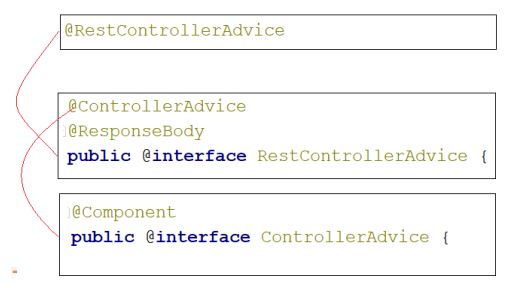 @RestControllerAdvice
@ControllerAdvice
@ResponseBody
public @interface RestControllerAdvice {
@Component
public @interface ControllerAdvice {